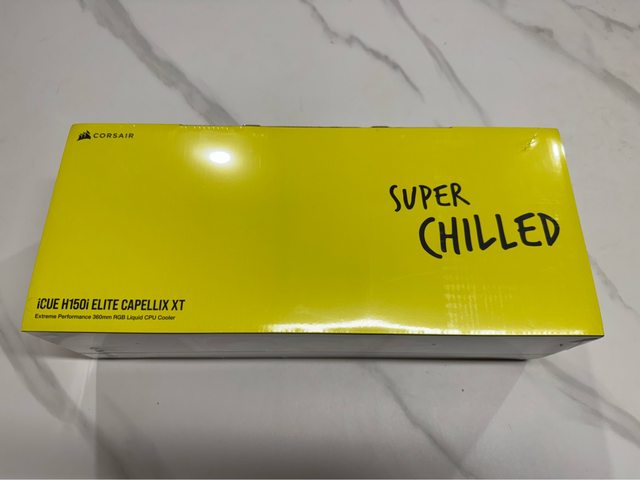 CORSAIR
SUPER
CHILLED
iCUE H150i ELITE CAPELLIX XT
Extreme Performance 360mm RGB Liquid CPU Cooler